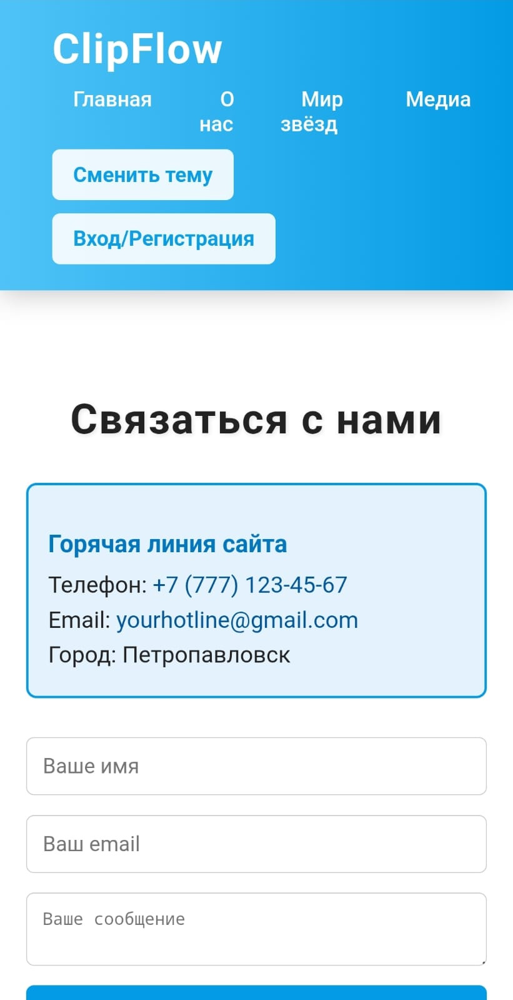 ClipFlow
Главная О нас Мир звёзд Медиа
Сменить тему
Вход/Регистрация
Связаться с нами
Горячая линия сайта
Телефон: +7 (777) 123-45-67
Email: yourhotline@gmail.com
Город: Петропавловск
Ваше имя
Ваш email
Ваше сообщение